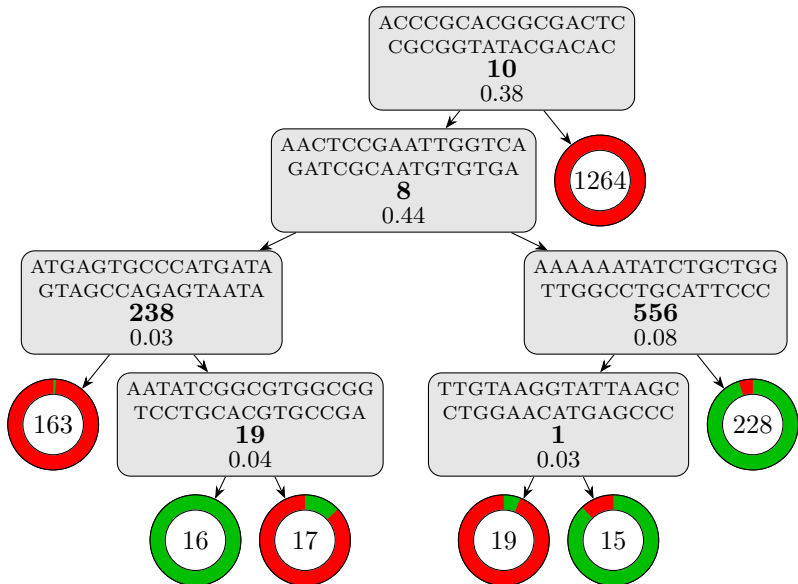 ACCCGCACGGCGACTC
CGCGGTATACGACAC
10
0.38
AACTCCGAATTGGTCA
GATCGCAATGTGTGA
8
0.44
1264
ATGAGTGCCCATGATA
GTAGCCAGAGTAATA
238
0.03
AAAAAATATCTGCTGG
TTGGCCTGCATTCCC
556
0.08
163
AATATCGGCGTGGCGG
TCCTGCACGTGCCGA
19
0.04
TTGTAAGGTATTAAGC
CTGGAACATGAGCCC
1
0.03
228
16
17
19
15